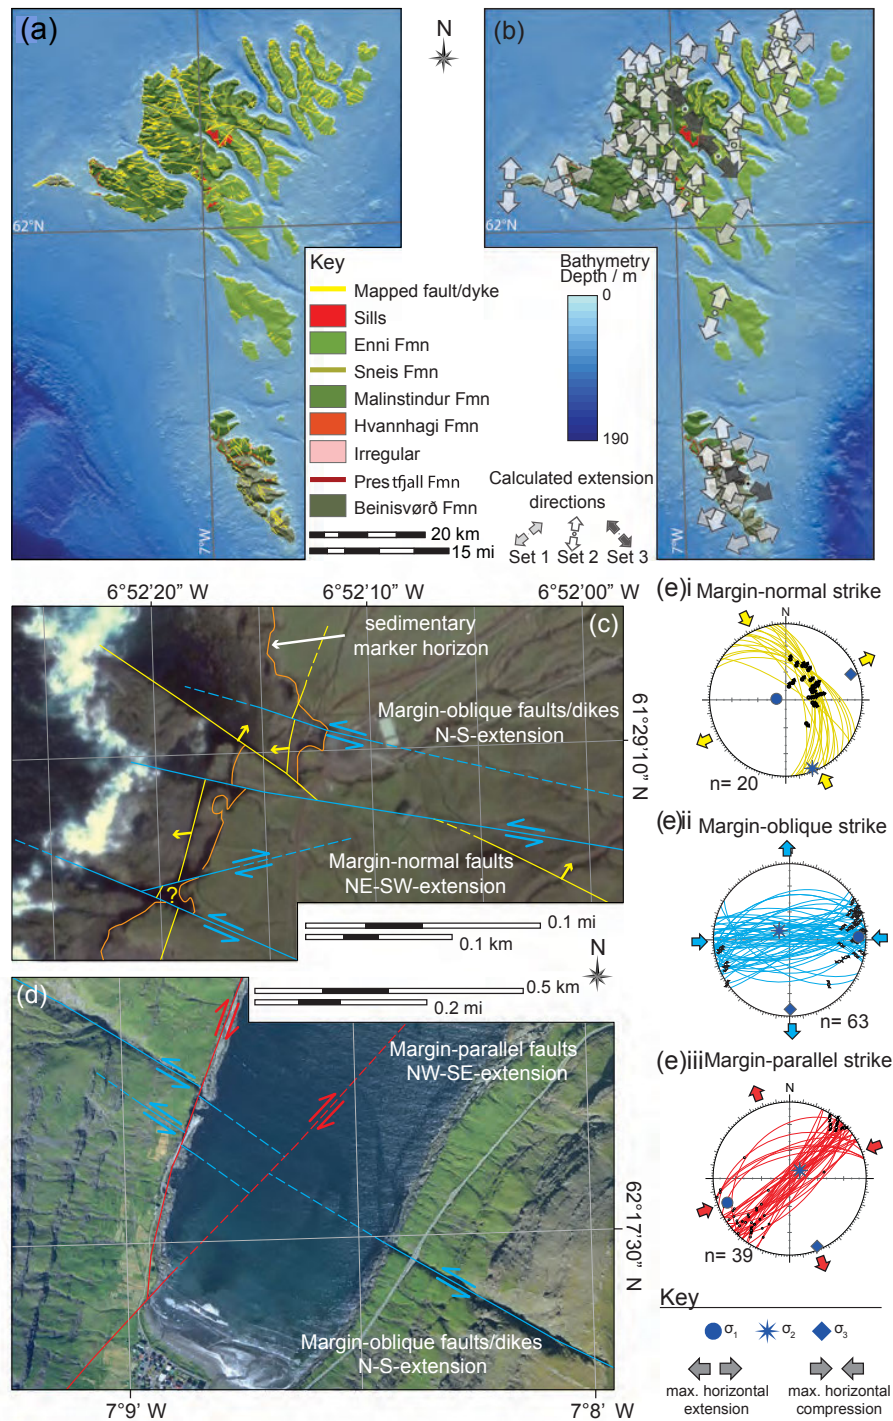 (a)
N
(b)
62°N
62°N
7°W
7°W
Key
Mapped fault/dyke
Sills
Enni Fmn
Sneis Fmn
Malinstindur Fmn
Hvannhagi Fmn
Irregular
Prestfjall Fmn
Beinisvørð Fmn
20 km
15 mi
Bathymetry
Depth / m
0
190
Calculated extension
directions
Set 1 Set 2 Set 3
6°52'20” W
6°52'10” W
6°52'00” W
(c)
sedimentary
marker horizon
Margin-oblique faults/dikes
N-S-extension
61°29'10” N
Margin-normal faults
NE-SW-extension
?
0.1 mi
0.1 km
N
(d)
0.5 km
0.2 mi
Margin-parallel faults
NW-SE-extension
62°17'30” N
Margin-oblique faults/dikes
N-S-extension
7°9' W
7°8' W
(e)i Margin-normal strike
N
n= 20
(e)ii Margin-oblique strike
n= 63
(e)iii Margin-parallel strike
N
n= 39
Key
σ1
σ2
σ3
max. horizontal
extension
max. horizontal
compression